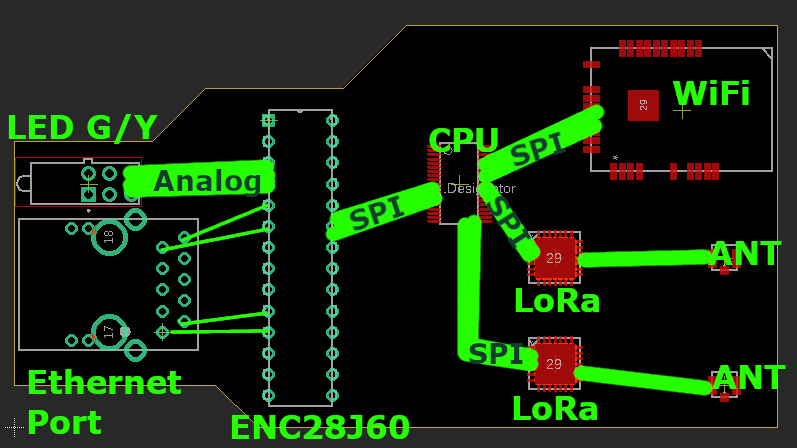 LED G/Y
Analog
CPU
WiFi
29
SPI
Designator
SPI
SPI
18
29
ANT
LoRa
17
SPI
29
ANT
LoRa
Ethernet
Port
ENC28J60